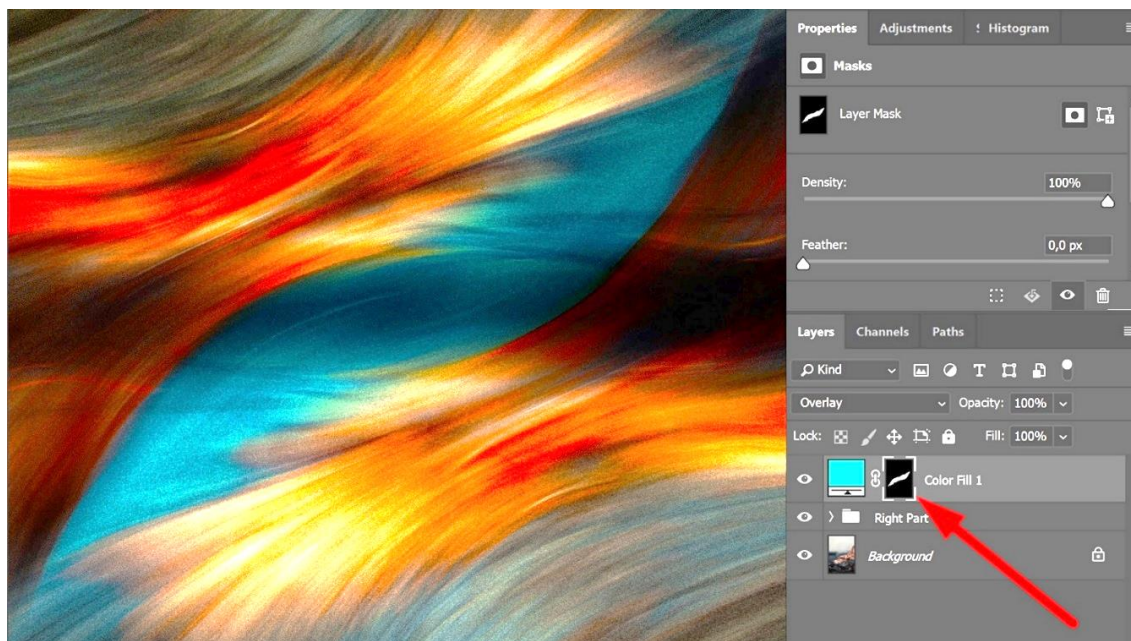 Properties Adjustments Histogram
Masks
Layer Mask
Density: 100%
Feather: 0,0 px
Layers Channels Paths
Kind
Overlay Opacity: 100%
Lock: Fill: 100%
Color Fill 1
Right Part
Background